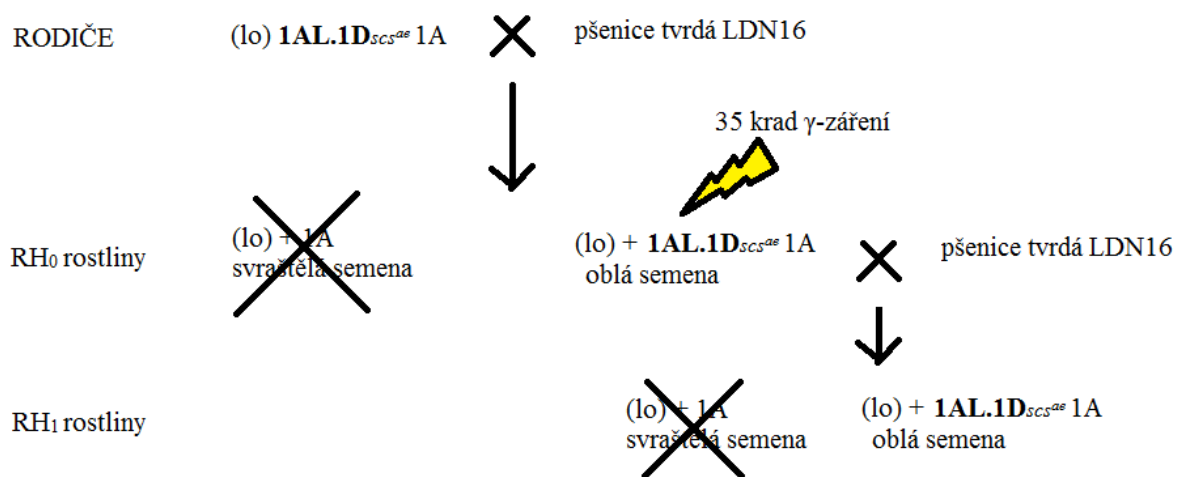 RODIČE
(lo) 1AL.1Dscsᵃᵉ 1A
pšenice tvrdá LDN16
35 krad γ-záření
RH₀ rostliny
(lo) + 1A
svraštělá semena
(lo) + 1AL.1Dscsᵃᵉ 1A
oblá semena
pšenice tvrdá LDN16
RH₁ rostliny
(lo) + 1A
svraštělá semena
(lo) + 1AL.1Dscsᵃᵉ 1A
oblá semena